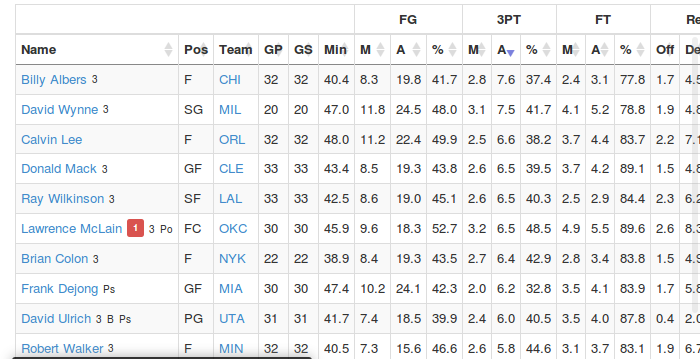 FG 3PT FT Re
Name Pos Team GP GS Min M A % M A % M A % Off De
Billy Albers 3 F CHI 32 32 40.4 8.3 19.8 41.7 2.8 7.6 37.4 2.4 3.1 77.8 1.7 4.5
David Wynne 3 SG MIL 20 20 47.0 11.8 24.5 48.0 3.1 7.5 41.7 4.1 5.2 78.8 1.9 4.8
Calvin Lee F ORL 32 32 48.0 11.2 22.4 49.9 2.5 6.6 38.2 3.7 4.4 83.7 2.2 7.1
Donald Mack 3 GF CLE 33 33 43.4 8.5 19.3 43.8 2.6 6.5 39.5 3.7 4.2 89.1 1.5 4.8
Ray Wilkinson 3 SF LAL 33 33 42.5 8.6 19.0 45.1 2.6 6.5 40.3 2.5 2.9 84.4 2.3 6.2
Lawrence McLain 1 3 Po FC OKC 30 30 45.9 9.6 18.3 52.7 3.2 6.5 48.5 4.9 5.5 89.6 2.6 8.3
Brian Colon 3 F NYK 22 22 38.9 8.4 19.3 43.5 2.7 6.4 42.9 2.8 3.4 83.8 1.5 4.9
Frank Dejong Ps GF MIA 30 30 47.4 10.2 24.1 42.3 2.0 6.2 32.8 3.5 4.1 83.9 1.7 5.8
David Ulrich 3 B Ps PG UTA 31 31 41.7 7.4 18.5 39.9 2.4 6.0 40.5 3.5 4.0 87.8 0.4 2.0
Robert Walker 3 F MIN 32 32 40.5 7.3 15.6 46.6 2.6 5.8 44.6 3.1 3.7 83.1 1.9 6.7